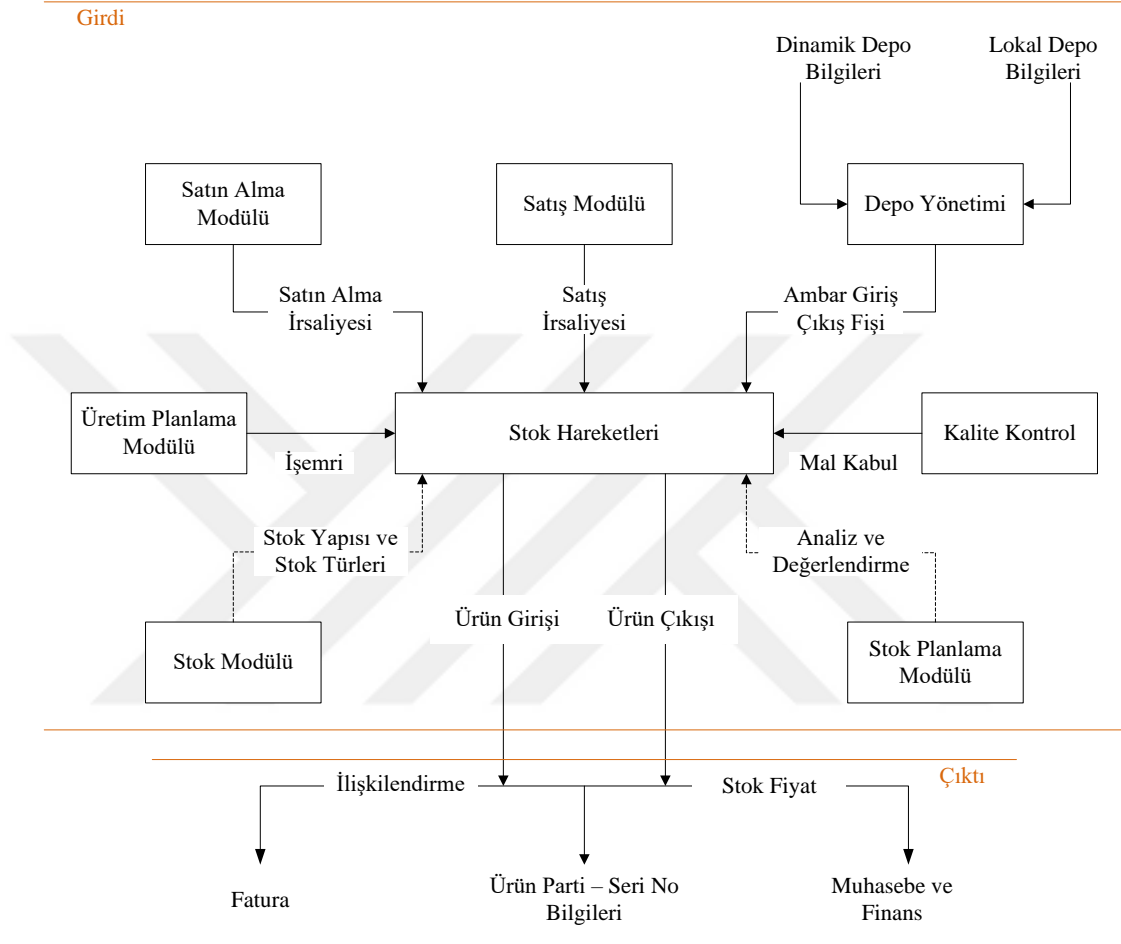 Girdi
Dinamik Depo
Bilgileri
Lokal Depo
Bilgileri
Satın Alma
Modülü
Satış Modülü
Depo Yönetimi
Satın Alma
İrsaliyesi
Satış
İrsaliyesi
Ambar Giriş
Çıkış Fişi
Üretim Planlama
Modülü
İşemri
Stok Hareketleri
Mal Kabul
Kalite Kontrol
Stok Yapısı ve
Stok Türleri
Analiz ve
Değerlendirme
Ürün Girişi
Ürün Çıkışı
Stok Modülü
Stok Planlama
Modülü
Çıktı
İlişkilendirme
Stok Fiyat
Fatura
Ürün Parti – Seri No
Bilgileri
Muhasebe ve
Finans